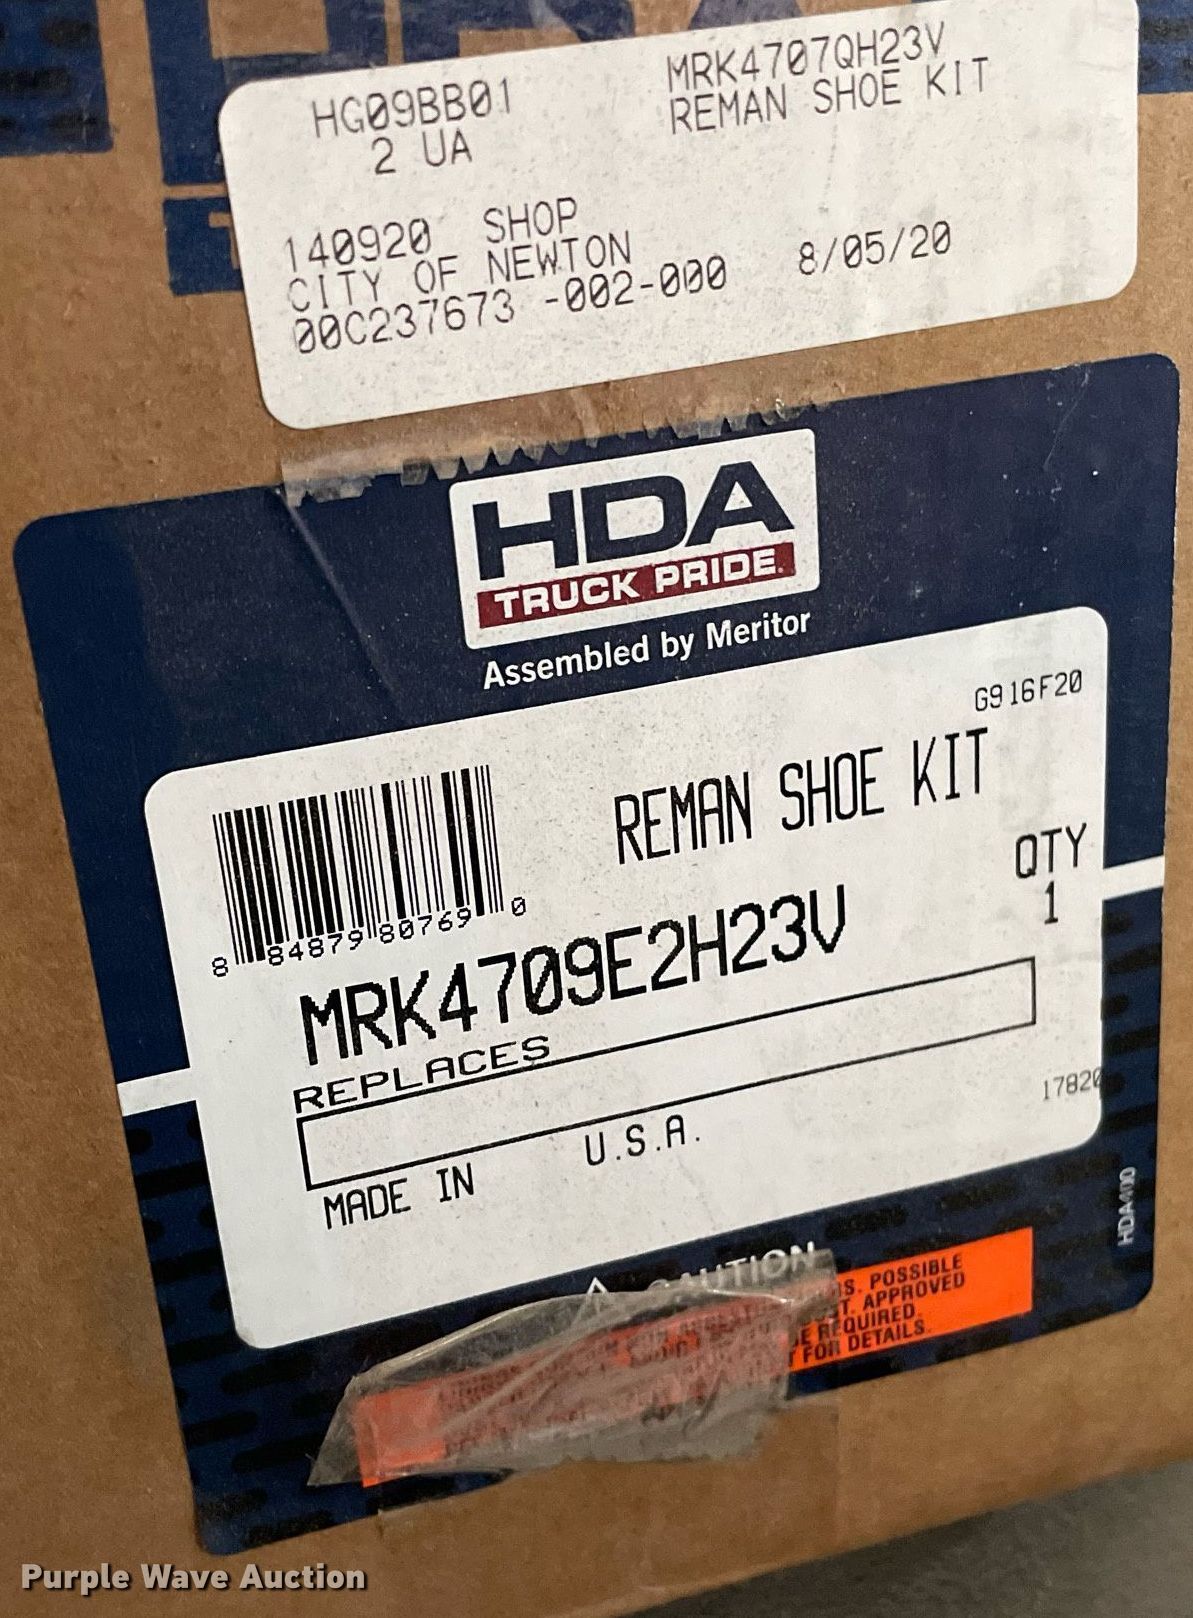 HG09BB01 MRK4707QH23V
2 UA REMAN SHOE KIT
140920 SHOP
CITY OF NEWTON 8/05/20
00C237673 -002-000
HDA
TRUCK PRIDE
Assembled by Meritor
G916F20
REMAN SHOE KIT
QTY
1
8 84879 80769 0
MRK4709E2H23V
REPLACES
17820
MADE IN U.S.A.
HDA400
CAUTION
POSSIBLE
APPROVED
REQUIRED.
FOR DETAILS.
Purple Wave Auction